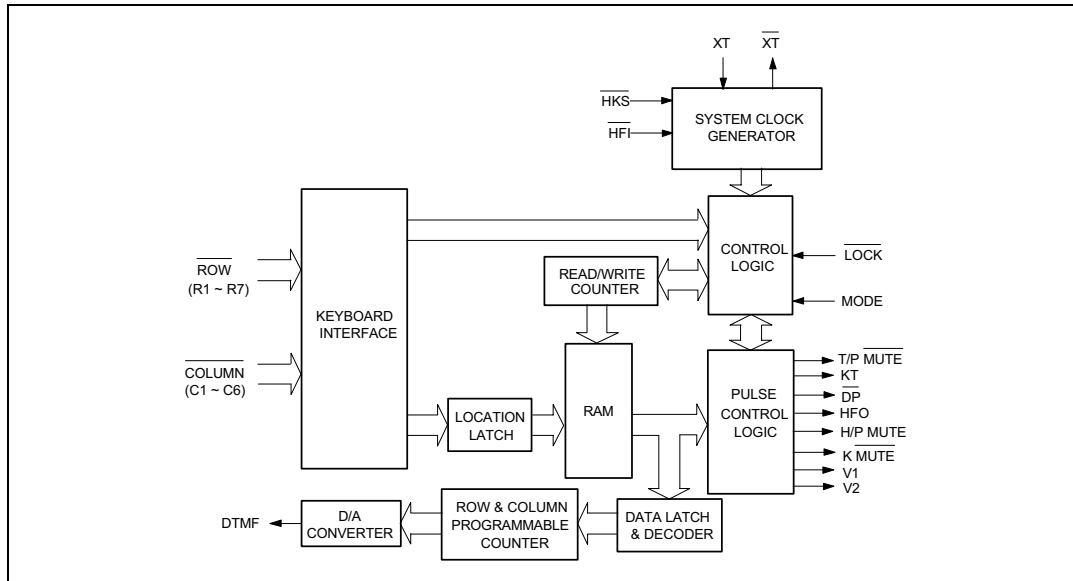 XT XT
HKS
HFI
SYSTEM CLOCK
GENERATOR
ROW
(R1 ~ R7)
COLUMN
(C1 ~ C6)
KEYBOARD
INTERFACE
READ/WRITE
COUNTER
CONTROL
LOGIC
LOCK
MODE
LOCATION
LATCH
RAM
PULSE
CONTROL
LOGIC
T/P MUTE
KT
DP
HFO
H/P MUTE
K MUTE
V1
V2
DTMF
D/A
CONVERTER
ROW & COLUMN
PROGRAMMABLE
COUNTER
DATA LATCH
& DECODER